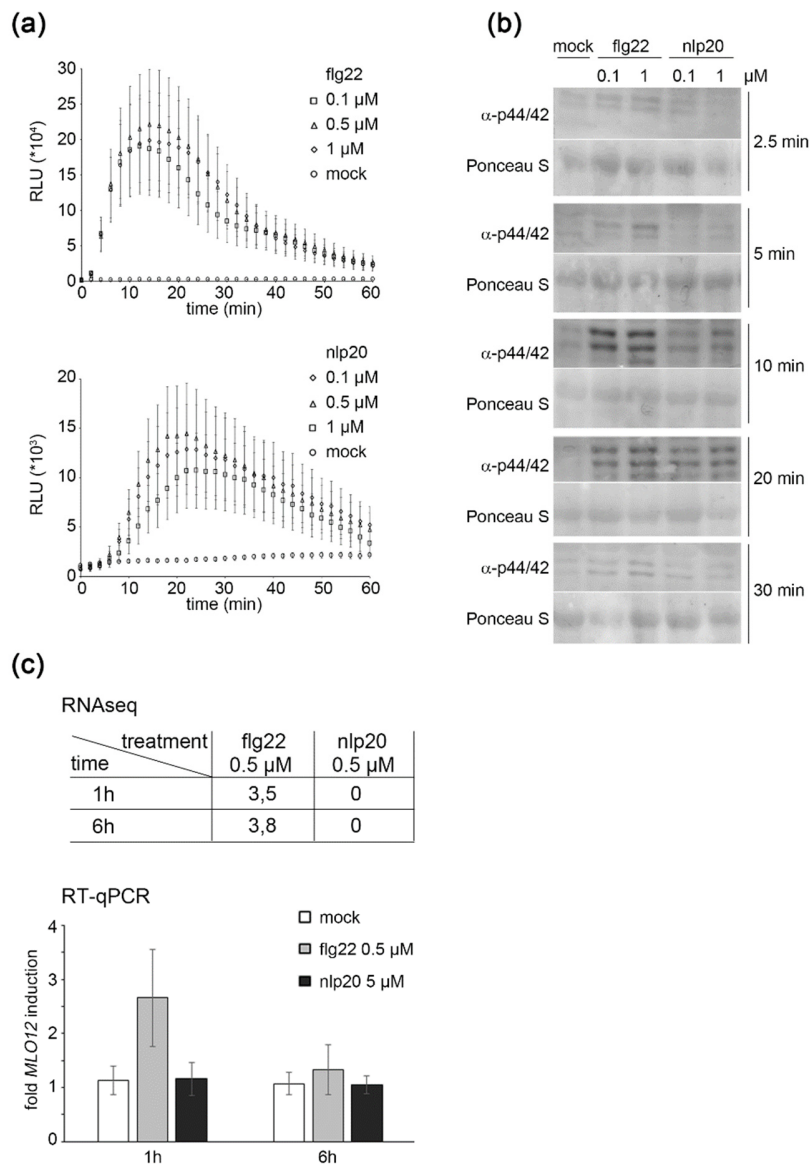 (a)
flg22
0.1 µM
0.5 µM
1 µM
mock
RLU (*10⁴)
30
25
20
15
10
5
0
0 10 20 30 40 50 60
time (min)
nlp20
0.1 µM
0.5 µM
1 µM
mock
RLU (*10³)
20
15
10
5
0
0 10 20 30 40 50 60
time (min)
(b)
mock flg22 nlp20
0.1 1 0.1 1 µM
α-p44/42
Ponceau S
2.5 min
α-p44/42
Ponceau S
5 min
α-p44/42
Ponceau S
10 min
α-p44/42
Ponceau S
20 min
α-p44/42
Ponceau S
30 min
(c)
RNAseq
treatment flg22 nlp20
time 0.5 µM 0.5 µM
1h 3,5 0
6h 3,8 0
RT-qPCR
mock
flg22 0.5 µM
nlp20 5 µM
fold MLO12 induction
4
3
2
1
0
1h 6h